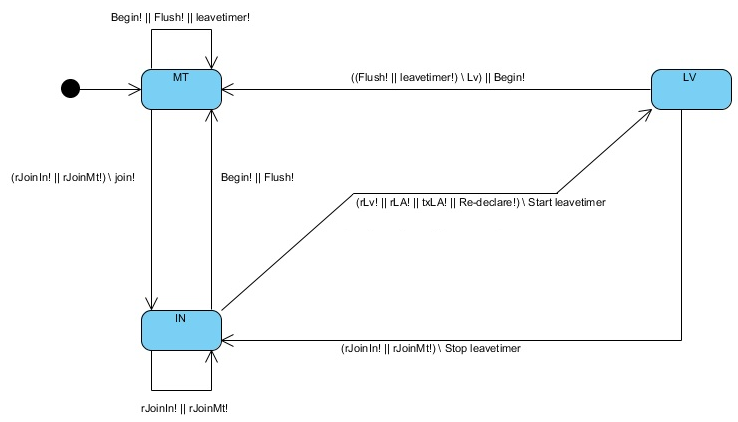 Begin! || Flush! || leavetimer!
MT
((Flush! || leavetimer!) \ Lv) || Begin!
LV
(rJoinIn! || rJoinMt!) \ join!
Begin! || Flush!
(rLv! || rLA! || txLA! || Re-declare!) \ Start leavetimer
IN
(rJoinIn! || rJoinMt!) \ Stop leavetimer
rJoinIn! || rJoinMt!